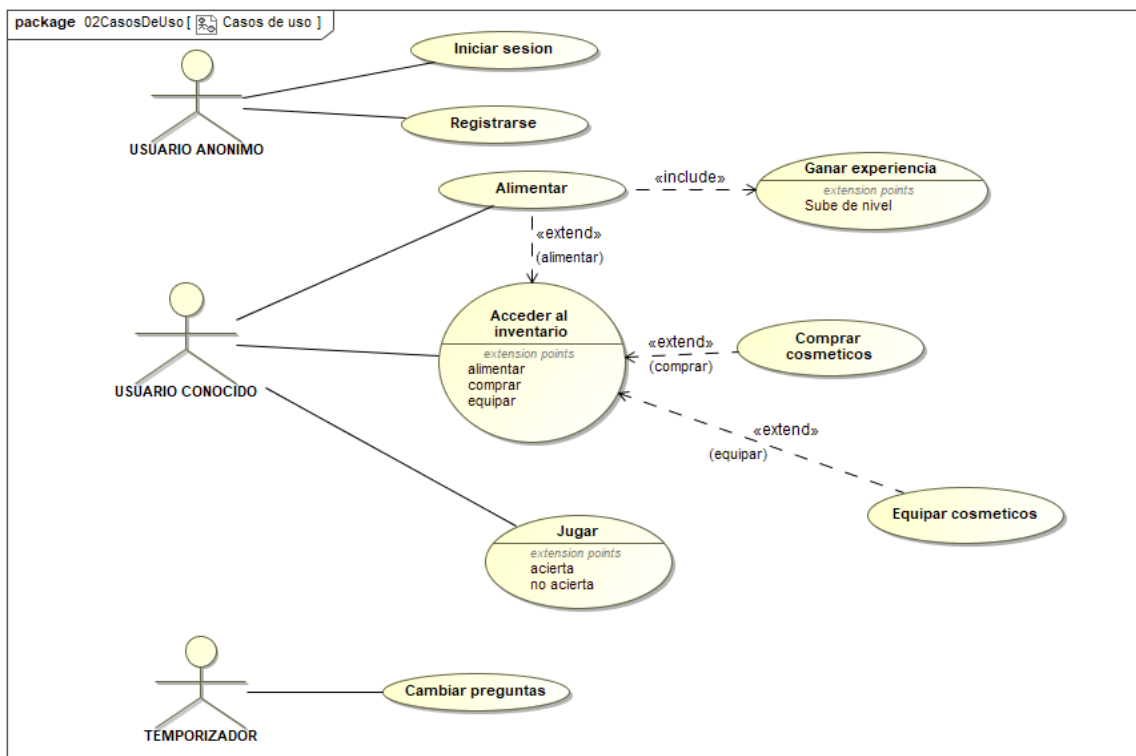 package 02CasosDeUso [ Casos de uso ]
Iniciar sesion
Registrarse
USUARIO ANONIMO
Alimentar
«include»
Ganar experiencia
extension points
Sube de nivel
«extend»
(alimentar)
Acceder al
inventario
extension points
alimentar
comprar
equipar
«extend»
(comprar)
Comprar
cosmeticos
USUARIO CONOCIDO
«extend»
(equipar)
Equipar cosmeticos
Jugar
extension points
acierta
no acierta
Cambiar preguntas
TEMPORIZADOR